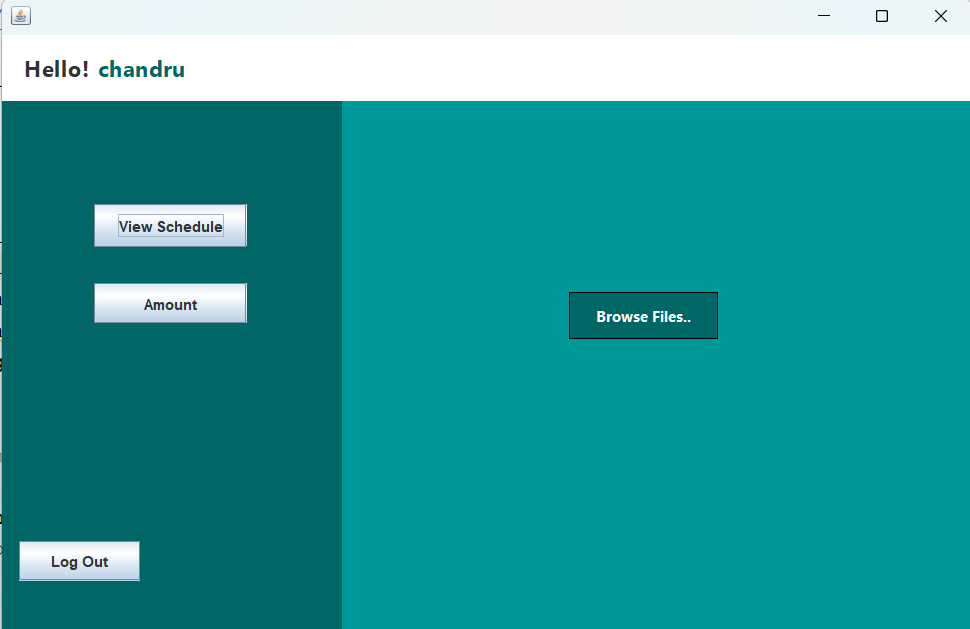 Hello! chandru
View Schedule
Amount
Browse Files..
Log Out